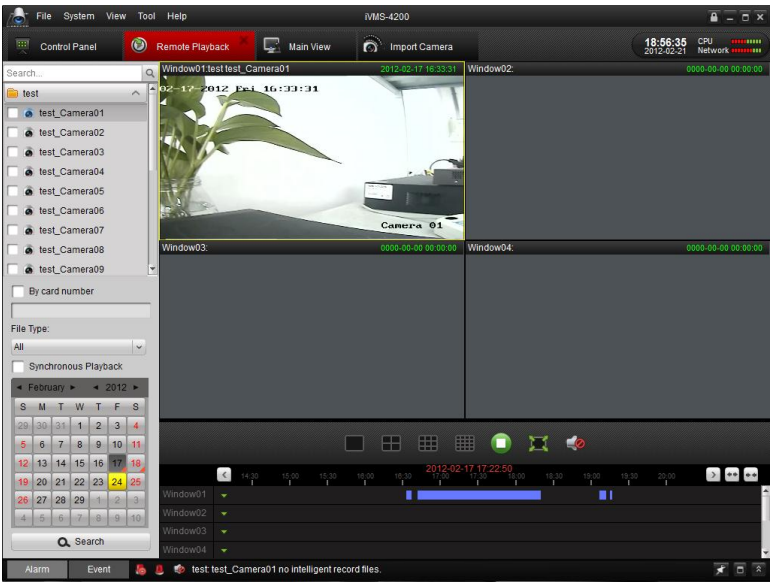 File System View Tool Help iVMS-4200
Control Panel Remote Playback Main View Import Camera 18:56:35 2012-02-21 CPU Network
Search...
test
test_Camera01
test_Camera02
test_Camera03
test_Camera04
test_Camera05
test_Camera06
test_Camera07
test_Camera08
test_Camera09
By card number
File Type:
All
Synchronous Playback
February 2012
S M T W T F S
29 30 31 1 2 3 4
5 6 7 8 9 10 11
12 13 14 15 16 17 18
19 20 21 22 23 24 25
26 27 28 29 1 2 3
4 5 6 7 8 9 10
Search
Window01:test test_Camera01 2012-02-17 16:33:31
02-17-2012 Fri 16:33:31
Camera 01
Window02: 0000-00-00 00:00:00
Window03: 0000-00-00 00:00:00
Window04: 0000-00-00 00:00:00
2012-02-17 17:22:50
14:30 15:00 15:30 16:00 16:30 17:00 17:30 18:00 18:30 19:00 19:30 20:00
Window01
Window02
Window03
Window04
Alarm Event test: test_Camera01 no intelligent record files.